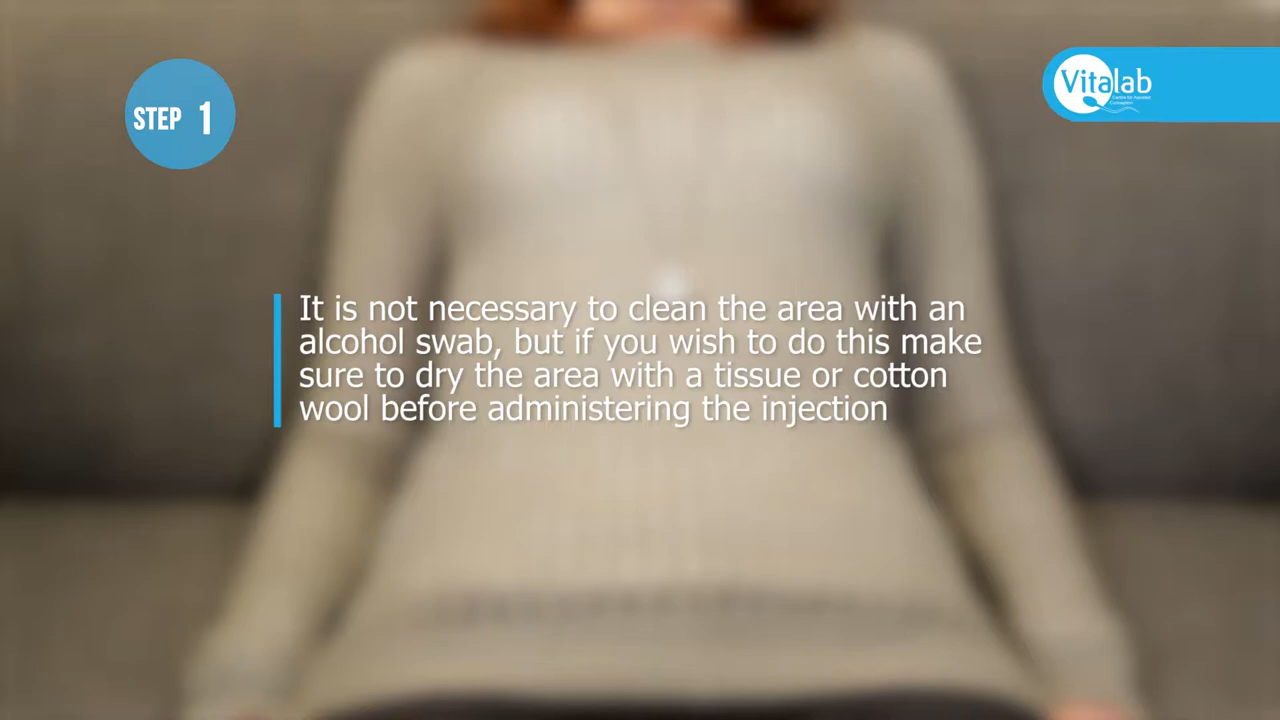 STEP 1
Vitalab
It is not necessary to clean the area with an
alcohol swab, but if you wish to do this make
sure to dry the area with a tissue or cotton
wool before administering the injection